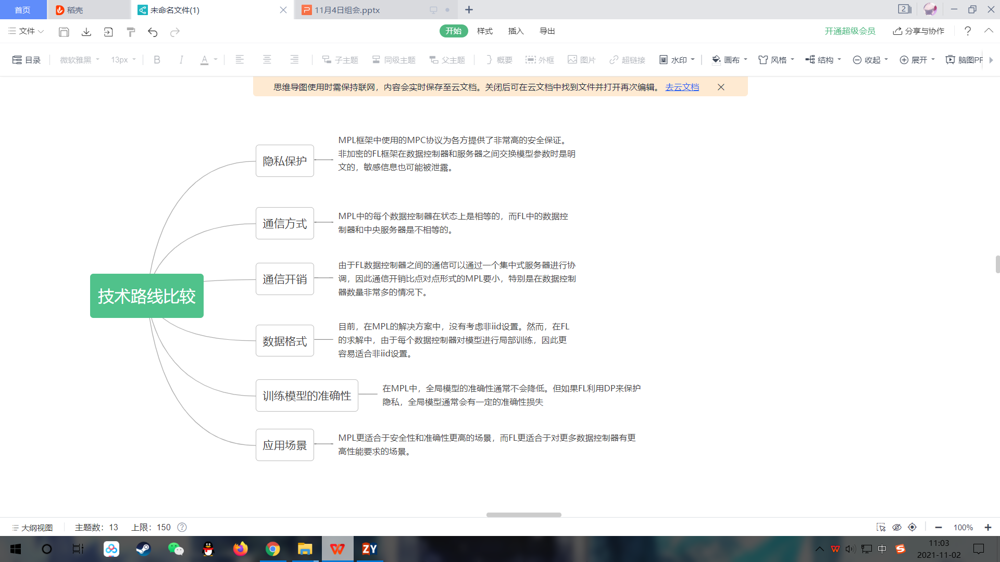 首页
稻壳
未命名文件(1)
11月4日组会.pptx
2
文件
开始
样式
插入
导出
开通超级会员
分享与协作
?
目录
微软雅黑
13px
B
I
A
子主题
同级主题
父主题
概要
外框
图片
超链接
水印
画布
风格
结构
收起
展开
脑图PP
思维导图使用时需保持联网，内容会实时保存至云文档。关闭后可在云文档中找到文件并打开再次编辑。 去云文档
技术路线比较
隐私保护
MPL框架中使用的MPC协议为各方提供了非常高的安全保证。
非加密的FL框架在数据控制器和服务器之间交换模型参数时是明
文的，敏感信息也可能被泄露。
通信方式
MPL中的每个数据控制器在状态上是相等的，而FL中的数据控
制器和中央服务器是不相等的。
通信开销
由于FL数据控制器之间的通信可以通过一个集中式服务器进行协
调，因此通信开销比点对点形式的MPL要小，特别是在数据控制
器数量非常多的情况下。
数据格式
目前，在MPL的解决方案中，没有考虑非iid设置。然而，在FL
的求解中，由于每个数据控制器对模型进行局部训练，因此更
容易适合非iid设置。
训练模型的准确性
在MPL中，全局模型的准确性通常不会降低。但如果FL利用DP来保护
隐私，全局模型通常会有一定的准确性损失
应用场景
MPL更适合于安全性和准确性更高的场景，而FL更适合于对更多数据控制器有更
高性能要求的场景。
大纲视图
主题数：13
上限：150
?
100%
ZY
中
11:03
2021-11-02